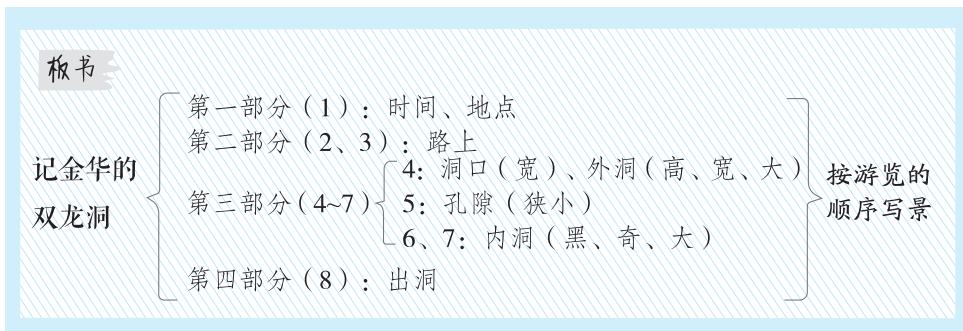 板书
记金华的
双龙洞
第一部分（1）：时间、地点
第二部分（2、3）：路上
第三部分（4~7）
4：洞口（宽）、外洞（高、宽、大）
5：孔隙（狭小）
6、7：内洞（黑、奇、大）
第四部分（8）：出洞
按游览的
顺序写景